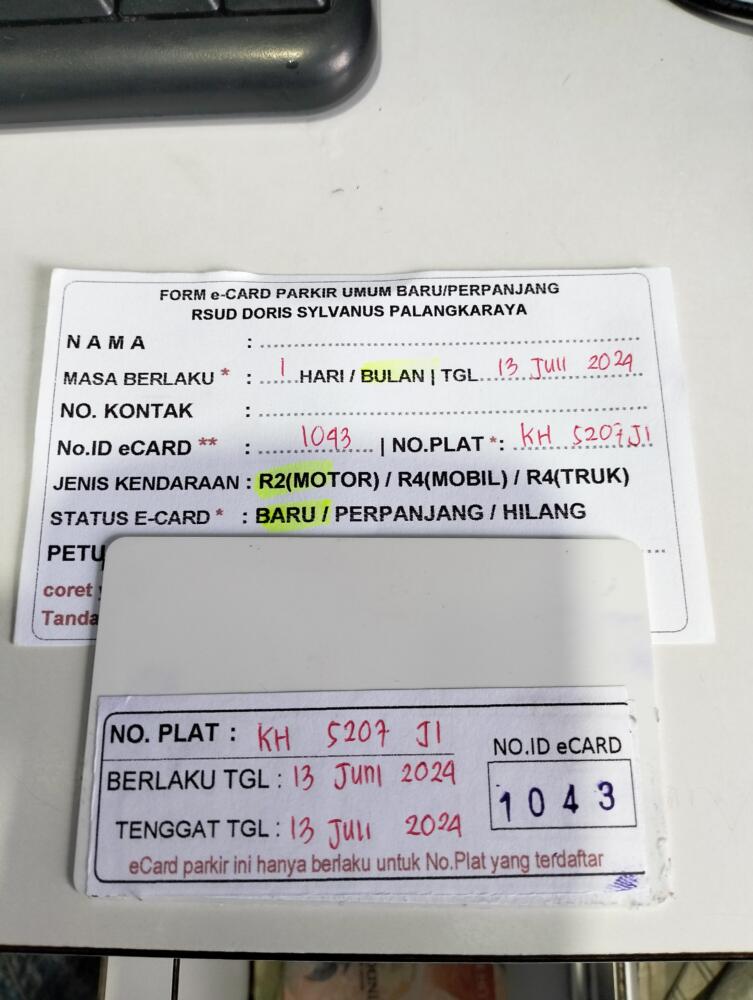 FORM e-CARD PARKIR UMUM BARU/PERPANJANG
RSUD DORIS SYLVANUS PALANGKARAYA
N A M A :
MASA BERLAKU * : 1 HARI / BULAN | TGL 13 JUlI 2024
NO. KONTAK :
No.ID eCARD ** : 1043 | NO.PLAT *: KH 5207 JI
JENIS KENDARAAN : R2(MOTOR) / R4(MOBIL) / R4(TRUK)
STATUS E-CARD * : BARU / PERPANJANG / HILANG
PETU
coret
Tanda
NO. PLAT : KH 5207 JI
NO.ID eCARD
BERLAKU TGL : 13 JunI 2024
1043
TENGGAT TGL : 13 JulI 2024
eCard parkir ini hanya berlaku untuk No.Plat yang terdaftar